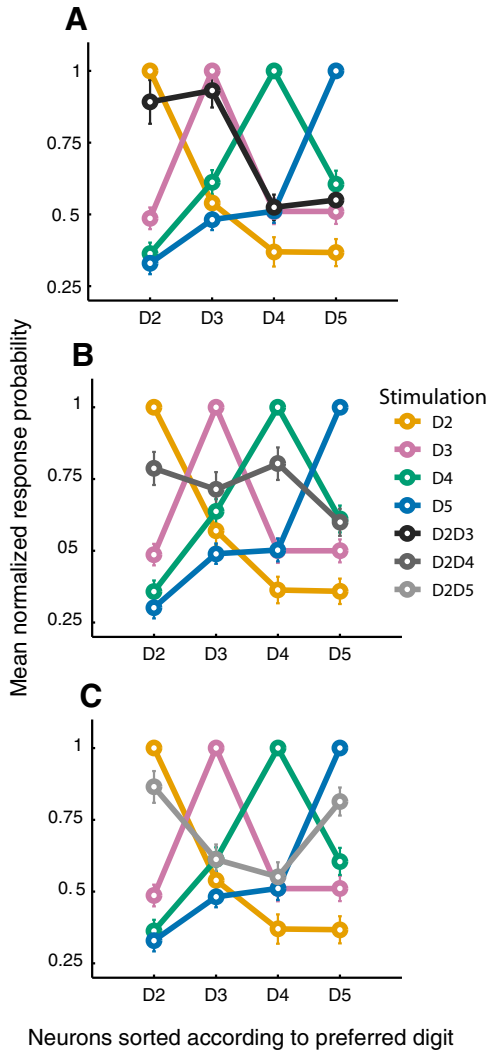 A
1
0.75
0.5
0.25
D2 D3 D4 D5
Mean normalized response probability
B
1
0.75
05
0.25
D2 D3 D4 D5
Stimulation
D2
D3
D4
D5
D2D3
D2D4
D2D5
C
1
0.75
0.5
0.25
D2 D3 D4 D5
Neurons sorted according to preferred digit